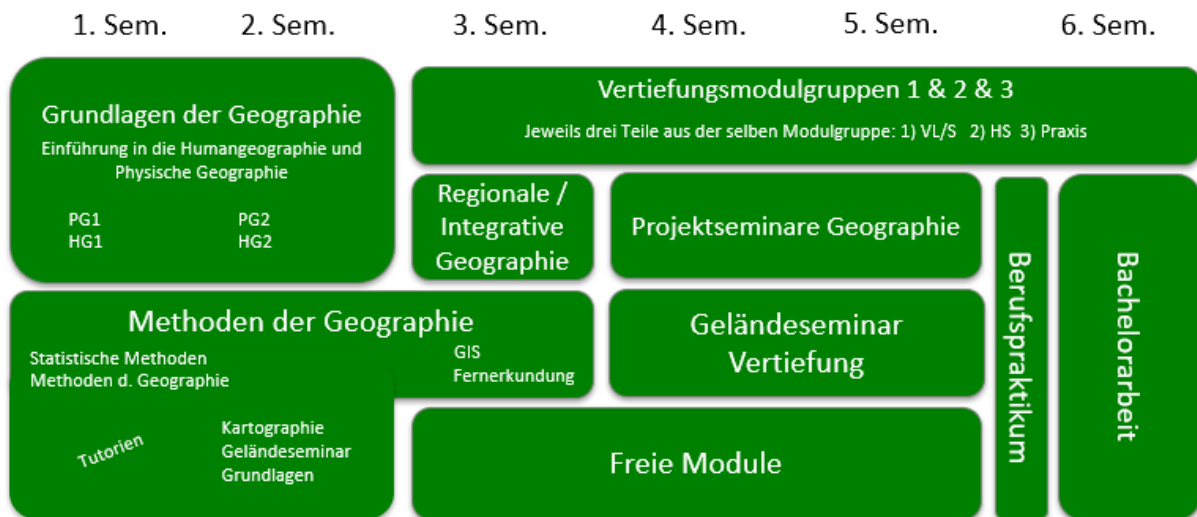 1. Sem. 2. Sem. 3. Sem. 4. Sem. 5. Sem. 6. Sem.
Grundlagen der Geographie
Einführung in die Humangeographie und
Physische Geographie
PG1 PG2
HG1 HG2
Vertiefungsmodulgruppen 1 & 2 & 3
Jeweils drei Teile aus der selben Modulgruppe: 1) VL/S 2) HS 3) Praxis
Regionale /
Integrative
Geographie
Projektseminare Geographie
Methoden der Geographie
Statistische Methoden
Methoden d. Geographie
GIS
Fernerkundung
Tutorien
Kartographie
Geländeseminar
Grundlagen
Geländeseminar
Vertiefung
Freie Module
Berufspraktikum
Bachelorarbeit